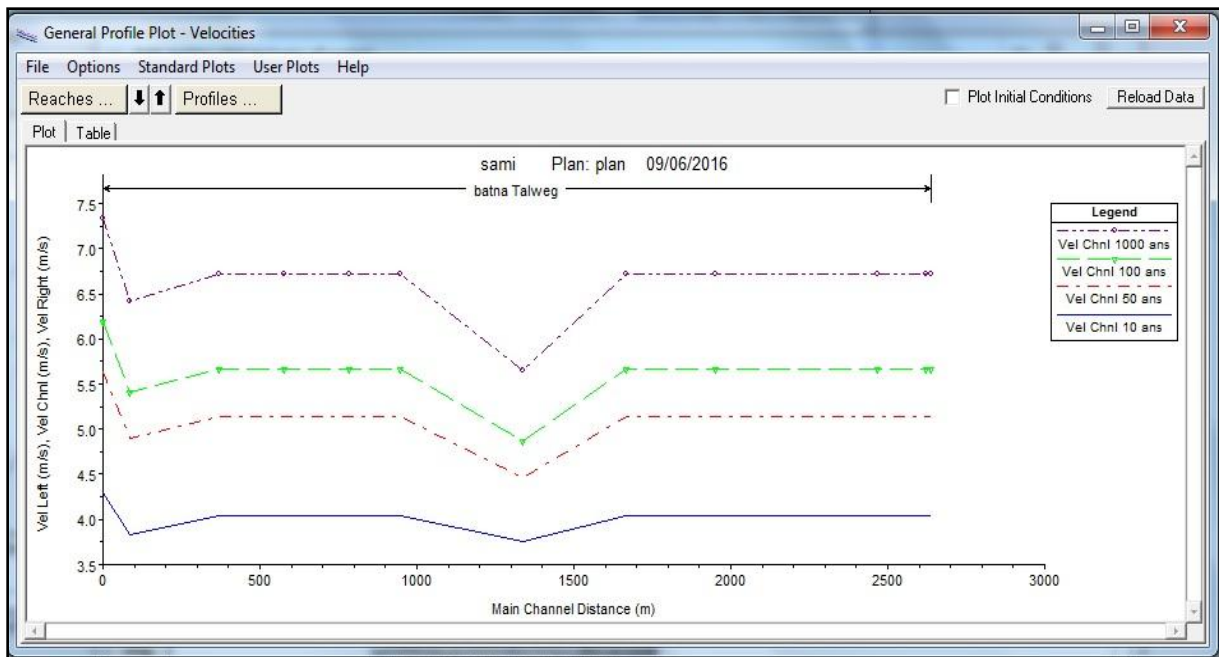 General Profile Plot - Velocities
File Options Standard Plots User Plots Help
Reaches ... Profiles ... Plot Initial Conditions Reload Data
Plot Table
sami Plan: plan 09/06/2016
batna Talweg
Vel Left (m/s), Vel Chnl (m/s), Vel Right (m/s)
7.5
7.0
6.5
6.0
5.5
5.0
4.5
4.0
3.5
0 500 1000 1500 2000 2500 3000
Main Channel Distance (m)
Legend
Vel Chnl 1000 ans
Vel Chnl 100 ans
Vel Chnl 50 ans
Vel Chnl 10 ans